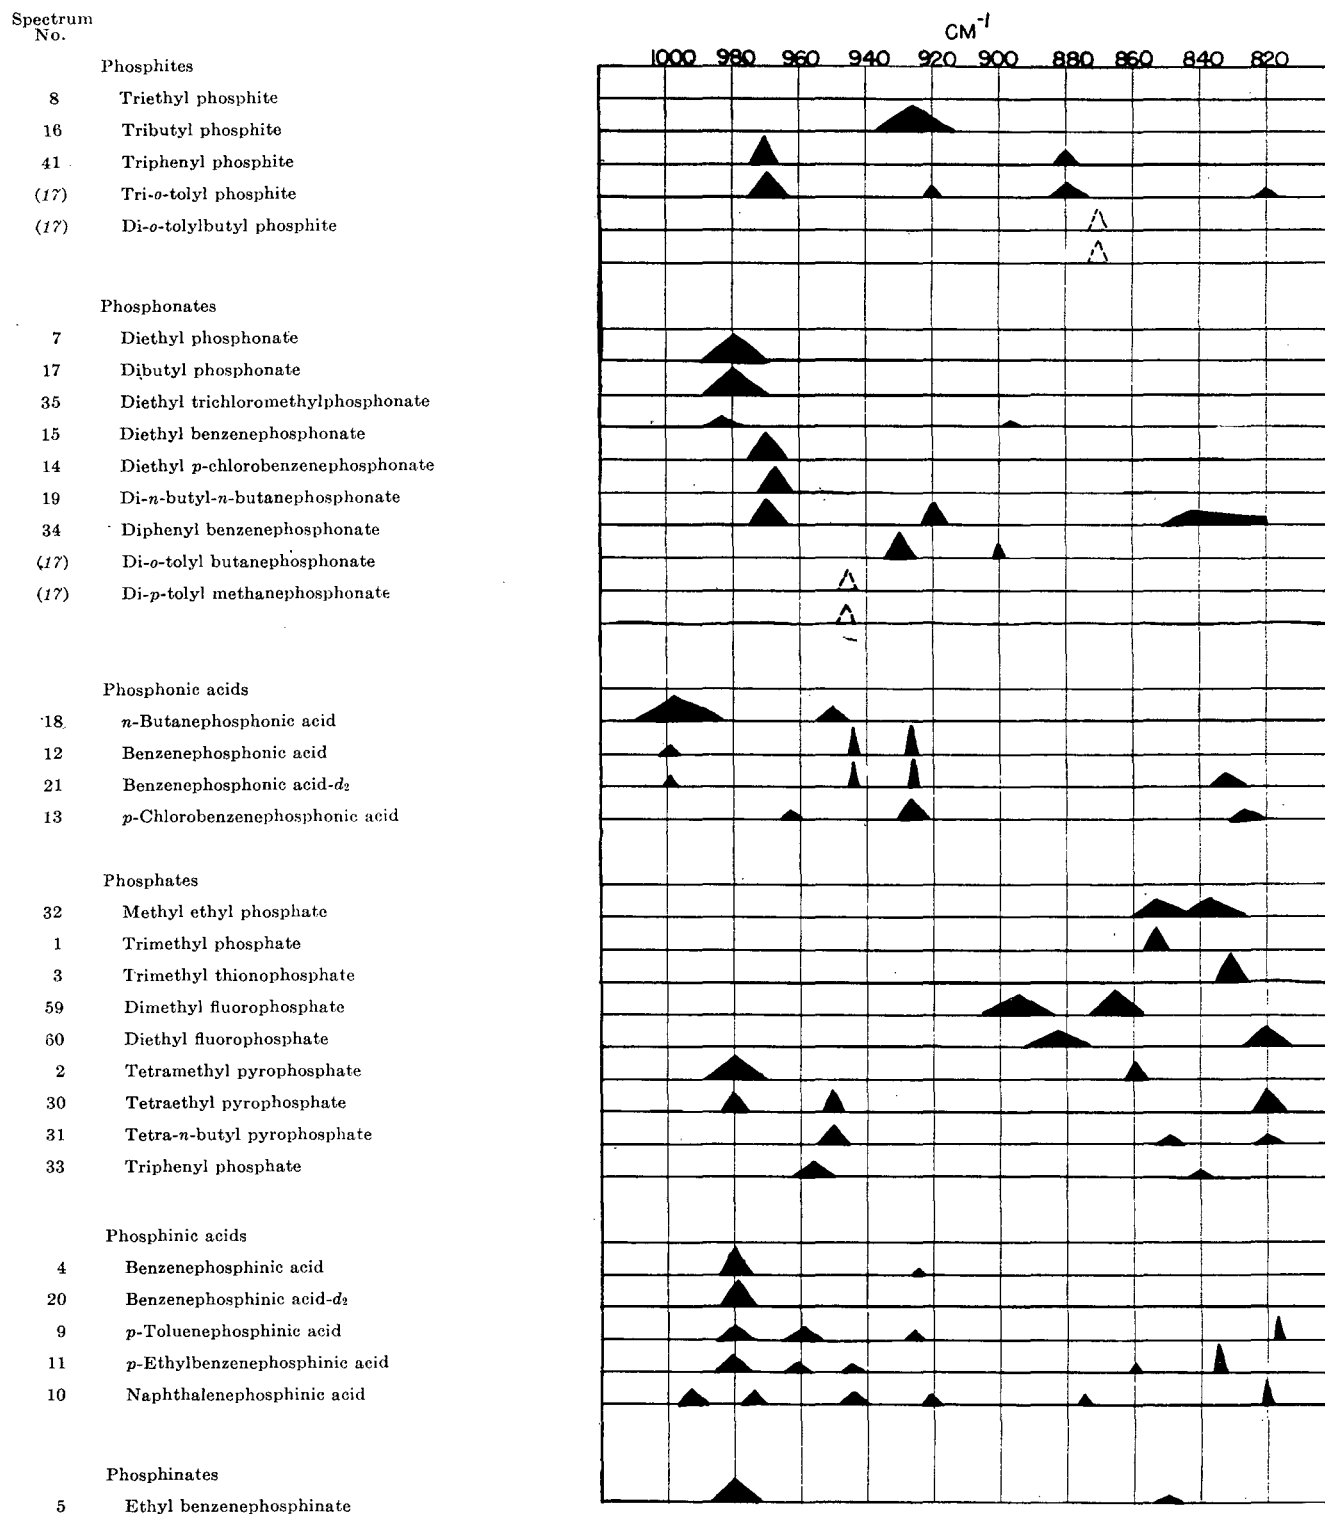 Spectrum
No.
CM⁻¹
1000 980 960 940 920 900 880 860 840 820
Phosphites
8 Triethyl phosphite
16 Tributyl phosphite
41 Triphenyl phosphite
(17) Tri-o-tolyl phosphite
(17) Di-o-tolylbutyl phosphite
Phosphonates
7 Diethyl phosphonate
17 Dibutyl phosphonate
35 Diethyl trichloromethylphosphonate
15 Diethyl benzenephosphonate
14 Diethyl p-chlorobenzenephosphonate
19 Di-n-butyl-n-butanephosphonate
34 Diphenyl benzenephosphonate
(17) Di-o-tolyl butanephosphonate
(17) Di-p-tolyl methanephosphonate
Phosphonic acids
18 n-Butanephosphonic acid
12 Benzenephosphonic acid
21 Benzenephosphonic acid-d₂
13 p-Chlorobenzenephosphonic acid
Phosphates
32 Methyl ethyl phosphate
1 Trimethyl phosphate
3 Trimethyl thionophosphate
59 Dimethyl fluorophosphate
60 Diethyl fluorophosphate
2 Tetramethyl pyrophosphate
30 Tetraethyl pyrophosphate
31 Tetra-n-butyl pyrophosphate
33 Triphenyl phosphate
Phosphinic acids
4 Benzenephosphinic acid
20 Benzenephosphinic acid-d₂
9 p-Toluenephosphinic acid
11 p-Ethylbenzenephosphinic acid
10 Naphthalenephosphinic acid
Phosphinates
5 Ethyl benzenephosphinate